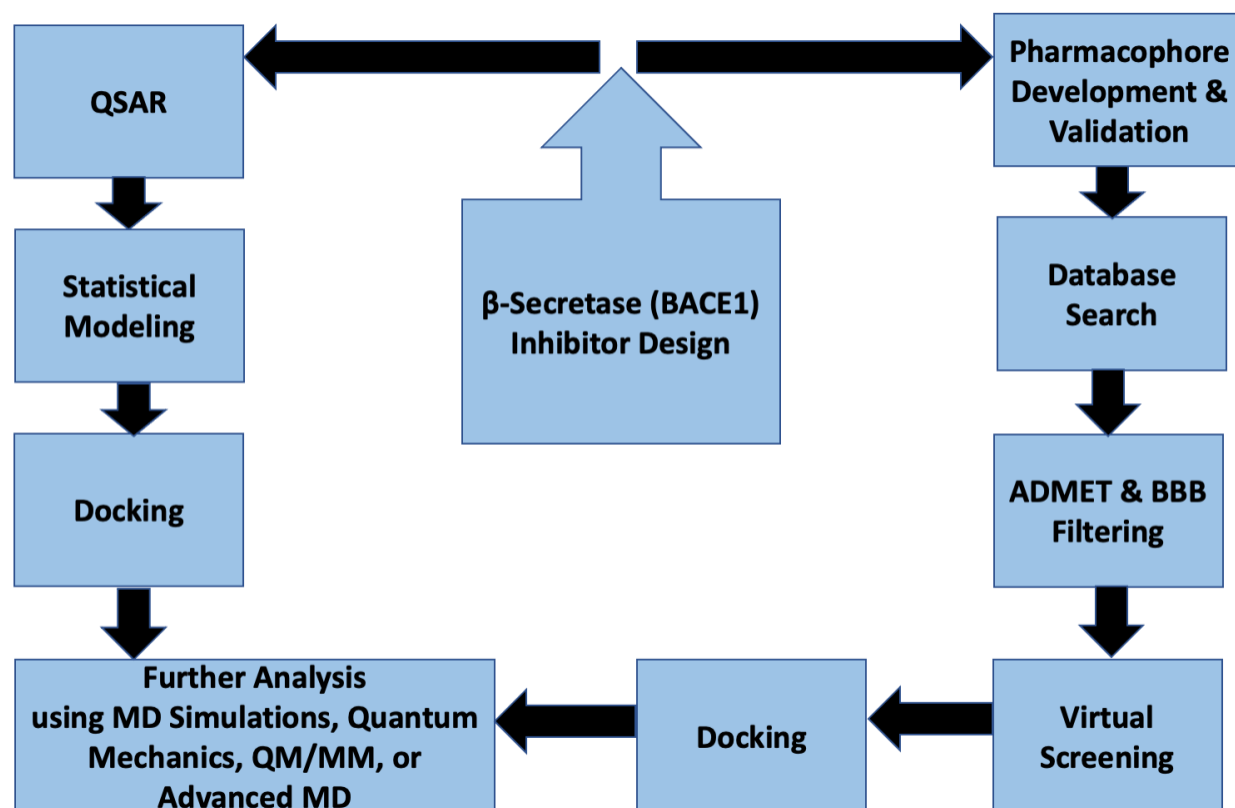 QSAR
Pharmacophore
Development &
Validation
Statistical
Modeling
β-Secretase (BACE1)
Inhibitor Design
Database
Search
Docking
ADMET & BBB
Filtering
Further Analysis
using MD Simulations, Quantum
Mechanics, QM/MM, or
Advanced MD
Docking
Virtual
Screening